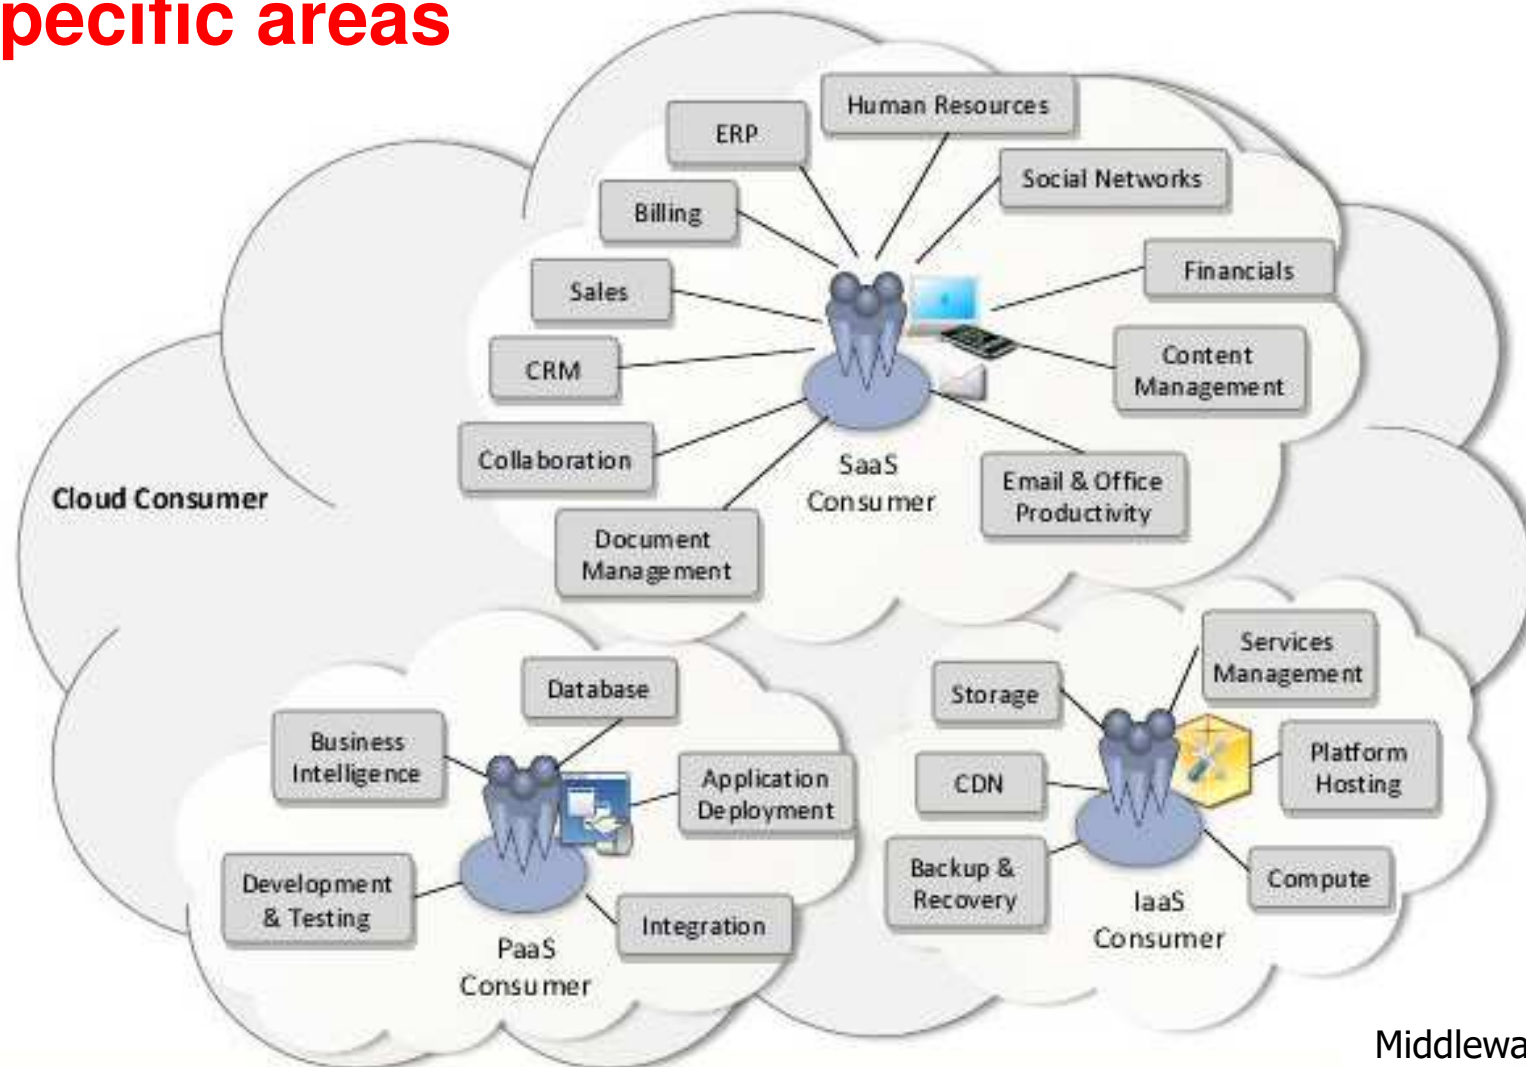 pecific areas
Human Resources
ERP
Social Networks
Billing
Financials
Sales
Content
Management
CRM
Collaboration
SaaS
Consumer
Email & Office
Productivity
Cloud Consumer
Document
Management
Services
Management
Database
Storage
Business
Intelligence
Platform
Hosting
Application
Deployment
CDN
Development
& Testing
Backup &
Recovery
Compute
Integration
IaaS
Consumer
PaaS
Consumer
Middlewa